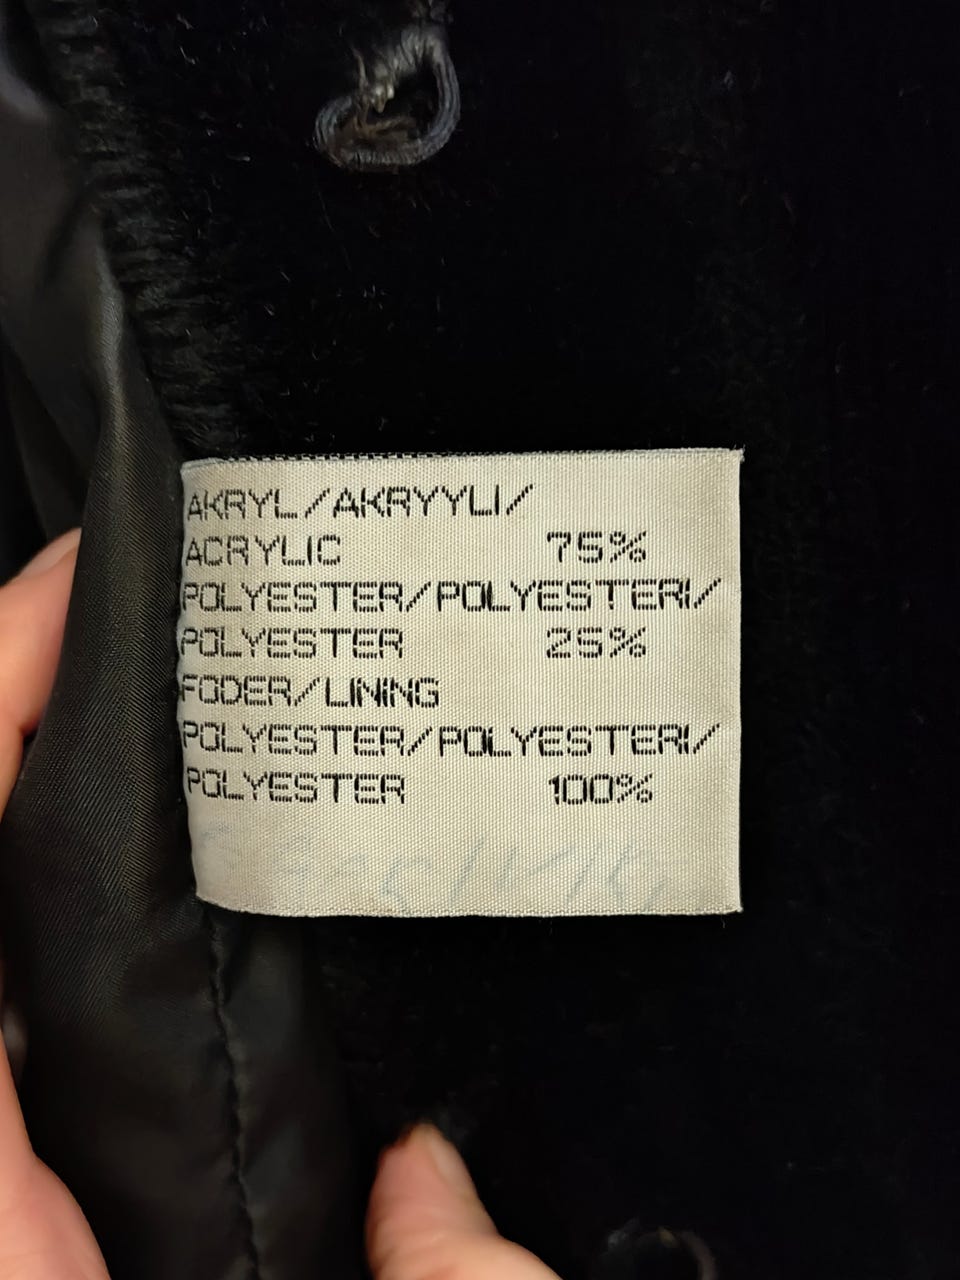 AKRYL/AKRYYLI/
ACRYLIC 75%
POLYESTER/POLYESTERI/
POLYESTER 25%
FODER/LINING
POLYESTER/POLYESTERI/
POLYESTER 100%